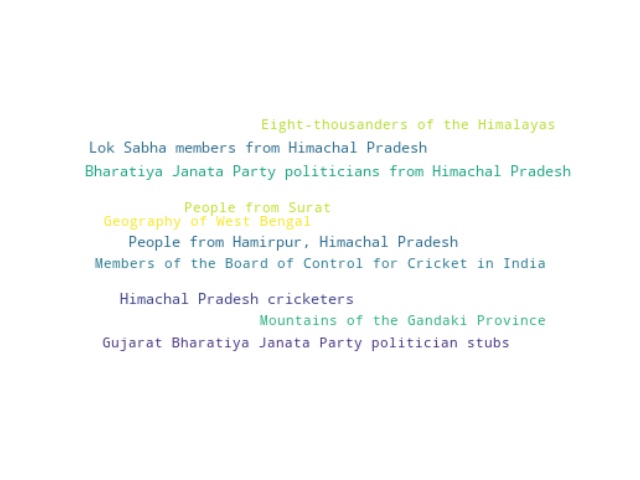 Eight-thousanders of the Himalayas
Lok Sabha members from Himachal Pradesh
Bharatiya Janata Party politicians from Himachal Pradesh
People from Surat
Geography of West Bengal
People from Hamirpur, Himachal Pradesh
Members of the Board of Control for Cricket in India
Himachal Pradesh cricketers
Mountains of the Gandaki Province
Gujarat Bharatiya Janata Party politician stubs